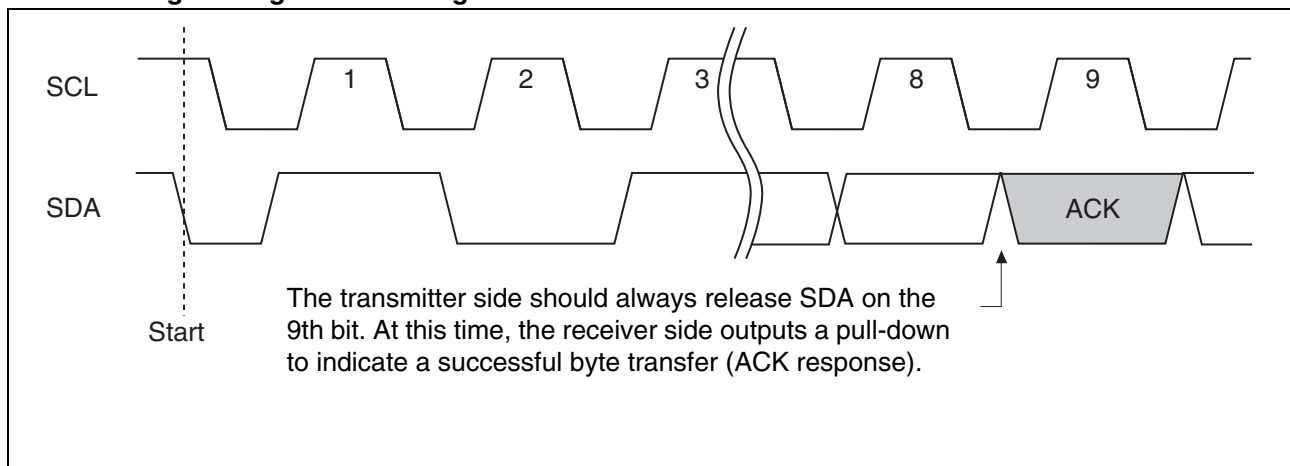 SCL
1 2 3 8 9
SDA
ACK
The transmitter side should always release SDA on the
9th bit. At this time, the receiver side outputs a pull-down
to indicate a successful byte transfer (ACK response).
Start